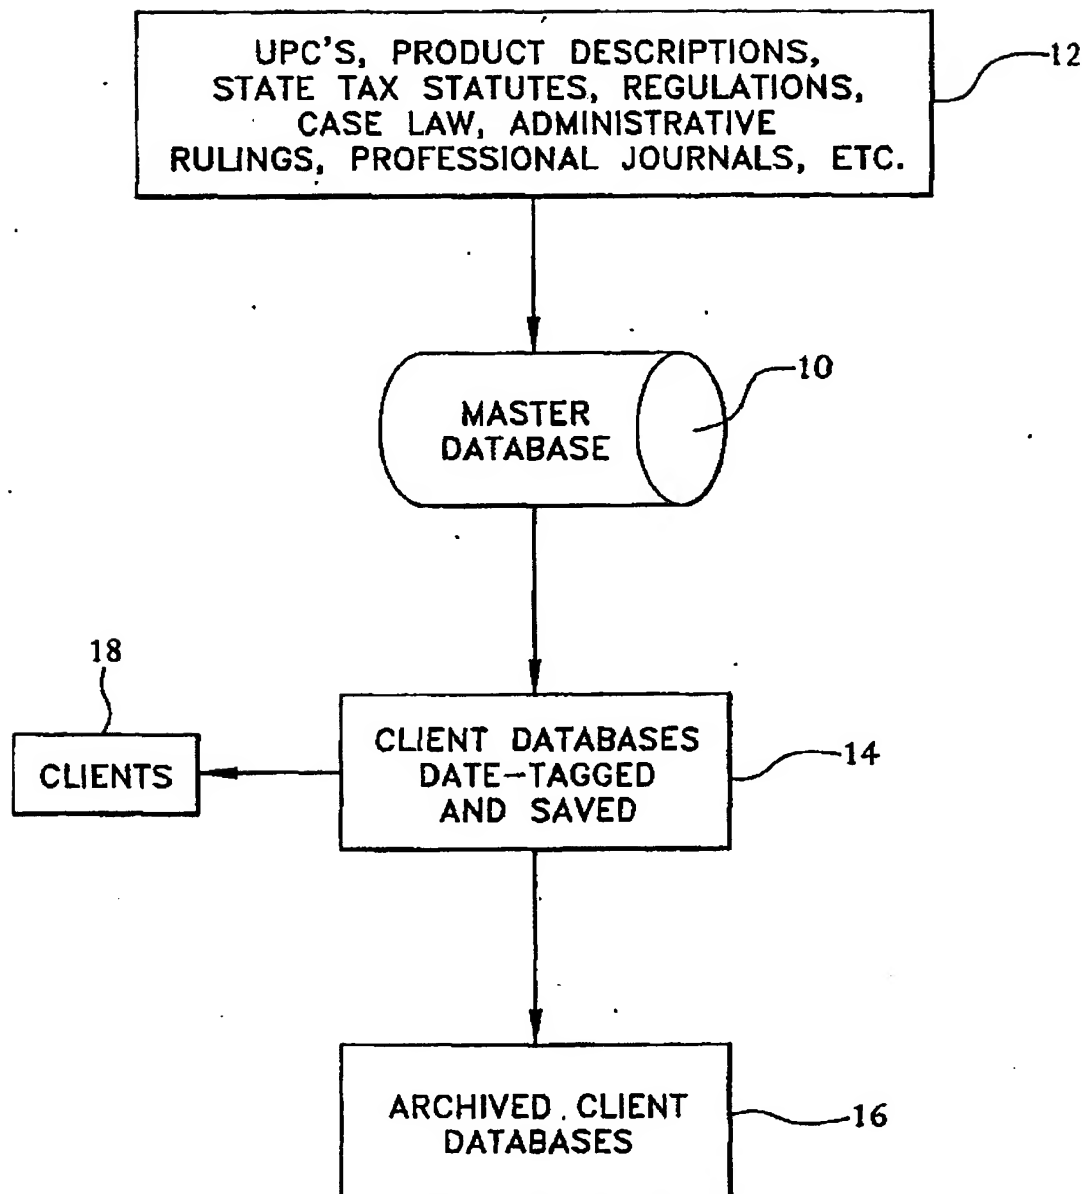 UPC'S, PRODUCT DESCRIPTIONS,
STATE TAX STATUTES, REGULATIONS,
CASE LAW, ADMINISTRATIVE
RULINGS, PROFESSIONAL JOURNALS, ETC.
12
MASTER
DATABASE
10
18
CLIENTS
CLIENT DATABASES
DATE-TAGGED
AND SAVED
14
ARCHIVED CLIENT
DATABASES
16